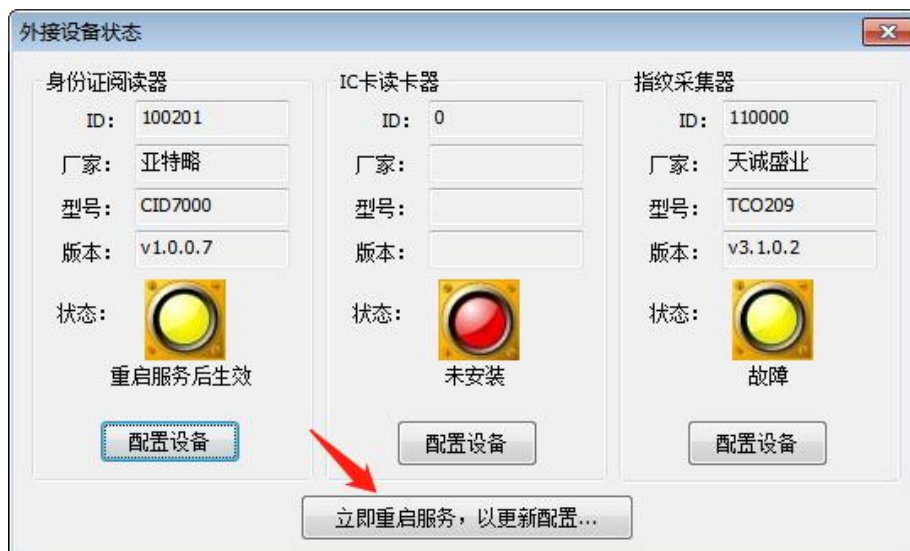 外接设备状态
身份证阅读器
ID： 100201
厂家： 亚特略
型号： CID7000
版本： v1.0.0.7
状态：
重启服务后生效
配置设备
IC卡读卡器
ID： 0
厂家：
型号：
版本：
状态：
未安装
配置设备
指纹采集器
ID： 110000
厂家： 天诚盛业
型号： TCO209
版本： v3.1.0.2
状态：
故障
配置设备
立即重启服务，以更新配置...